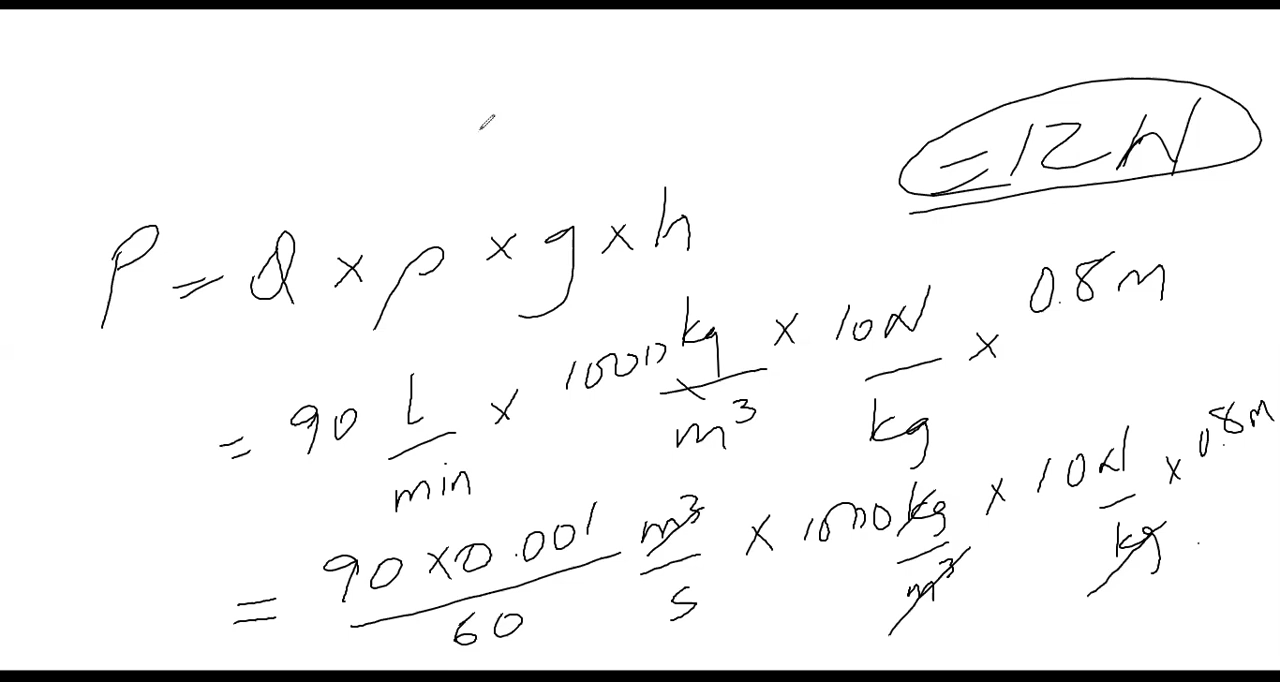 = 12W
P = Q × ρ × g × h
= 90 L/min × 1000 kg/m³ × 10 N/kg × 0.8 m
= 90 × 0.001/60 m³/s × 1000 kg/m³ × 10 N/kg × 0.8 m